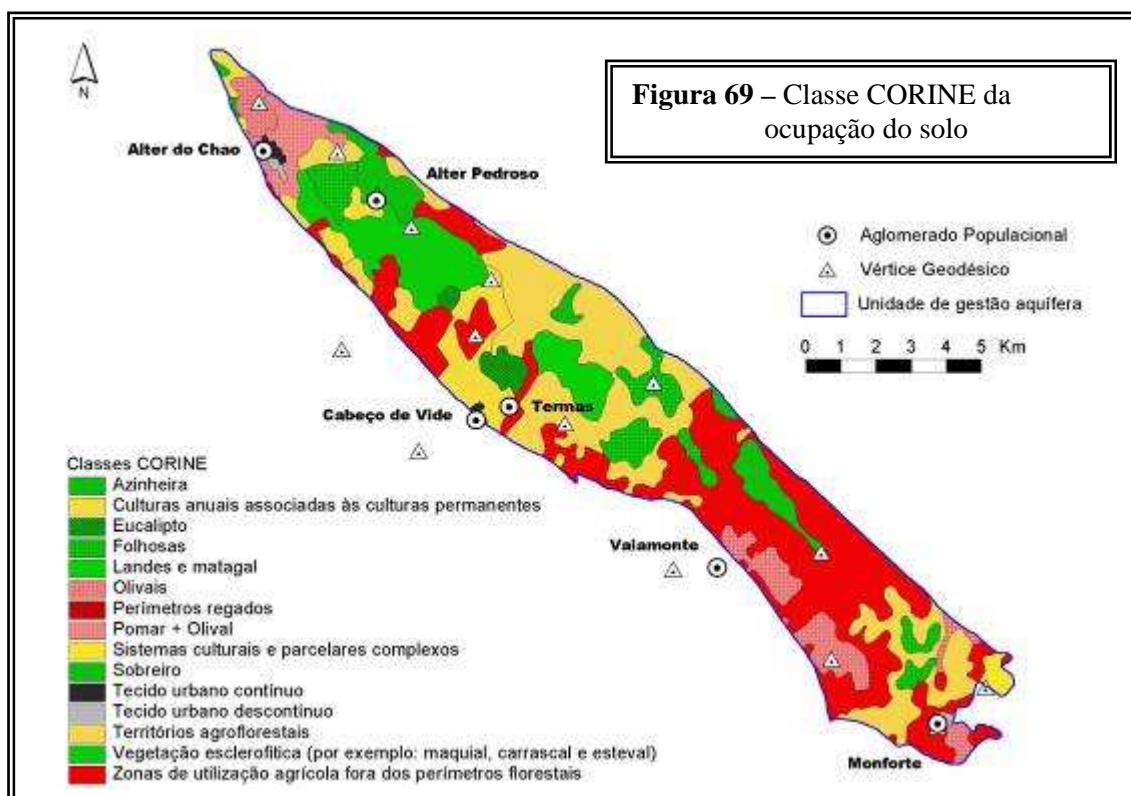 Figura 69 – Classe CORINE da
ocupação do solo
N
Alter do Chao
Alter Pedroso
Aglomerado Populacional
Vértice Geodésico
Unidade de gestão aquífera
0 1 2 3 4 5 Km
Cabeço de Vide
Termas
Vaiamonte
Monforte
Classes CORINE
Azinheira
Culturas anuais associadas às culturas permanentes
Eucalipto
Folhosas
Landes e matagal
Olivais
Perímetros regados
Pomar + Olival
Sistemas culturais e parcelares complexos
Sobreiro
Tecido urbano contínuo
Tecido urbano descontínuo
Territórios agroflorestais
Vegetação esclerofítica (por exemplo: maquial, carrascal e esteval)
Zonas de utilização agrícola fora dos perímetros florestais